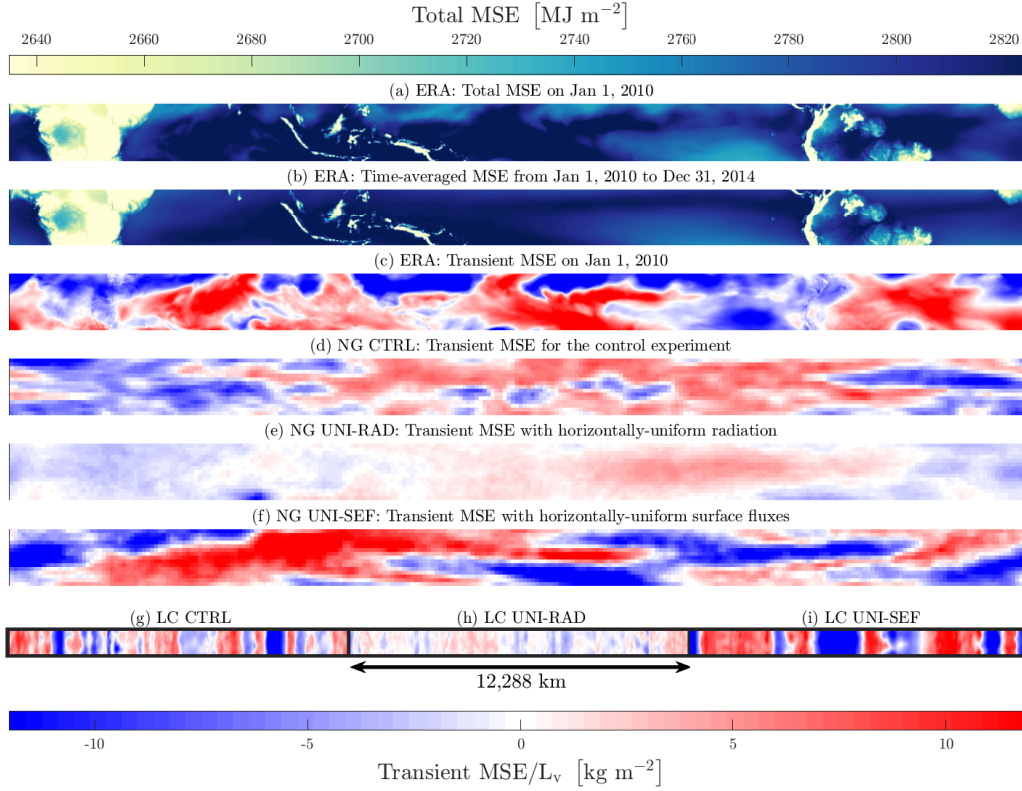 Total MSE [MJ m⁻²]
2640 2660 2680 2700 2720 2740 2760 2780 2800 2820
(a) ERA: Total MSE on Jan 1, 2010
(b) ERA: Time-averaged MSE from Jan 1, 2010 to Dec 31, 2014
(c) ERA: Transient MSE on Jan 1, 2010
(d) NG CTRL: Transient MSE for the control experiment
(e) NG UNI-RAD: Transient MSE with horizontally-uniform radiation
(f) NG UNI-SEF: Transient MSE with horizontally-uniform surface fluxes
(g) LC CTRL (h) LC UNI-RAD (i) LC UNI-SEF
12,288 km
-10 -5 0 5 10
Transient MSE/Lᵥ [kg m⁻²]